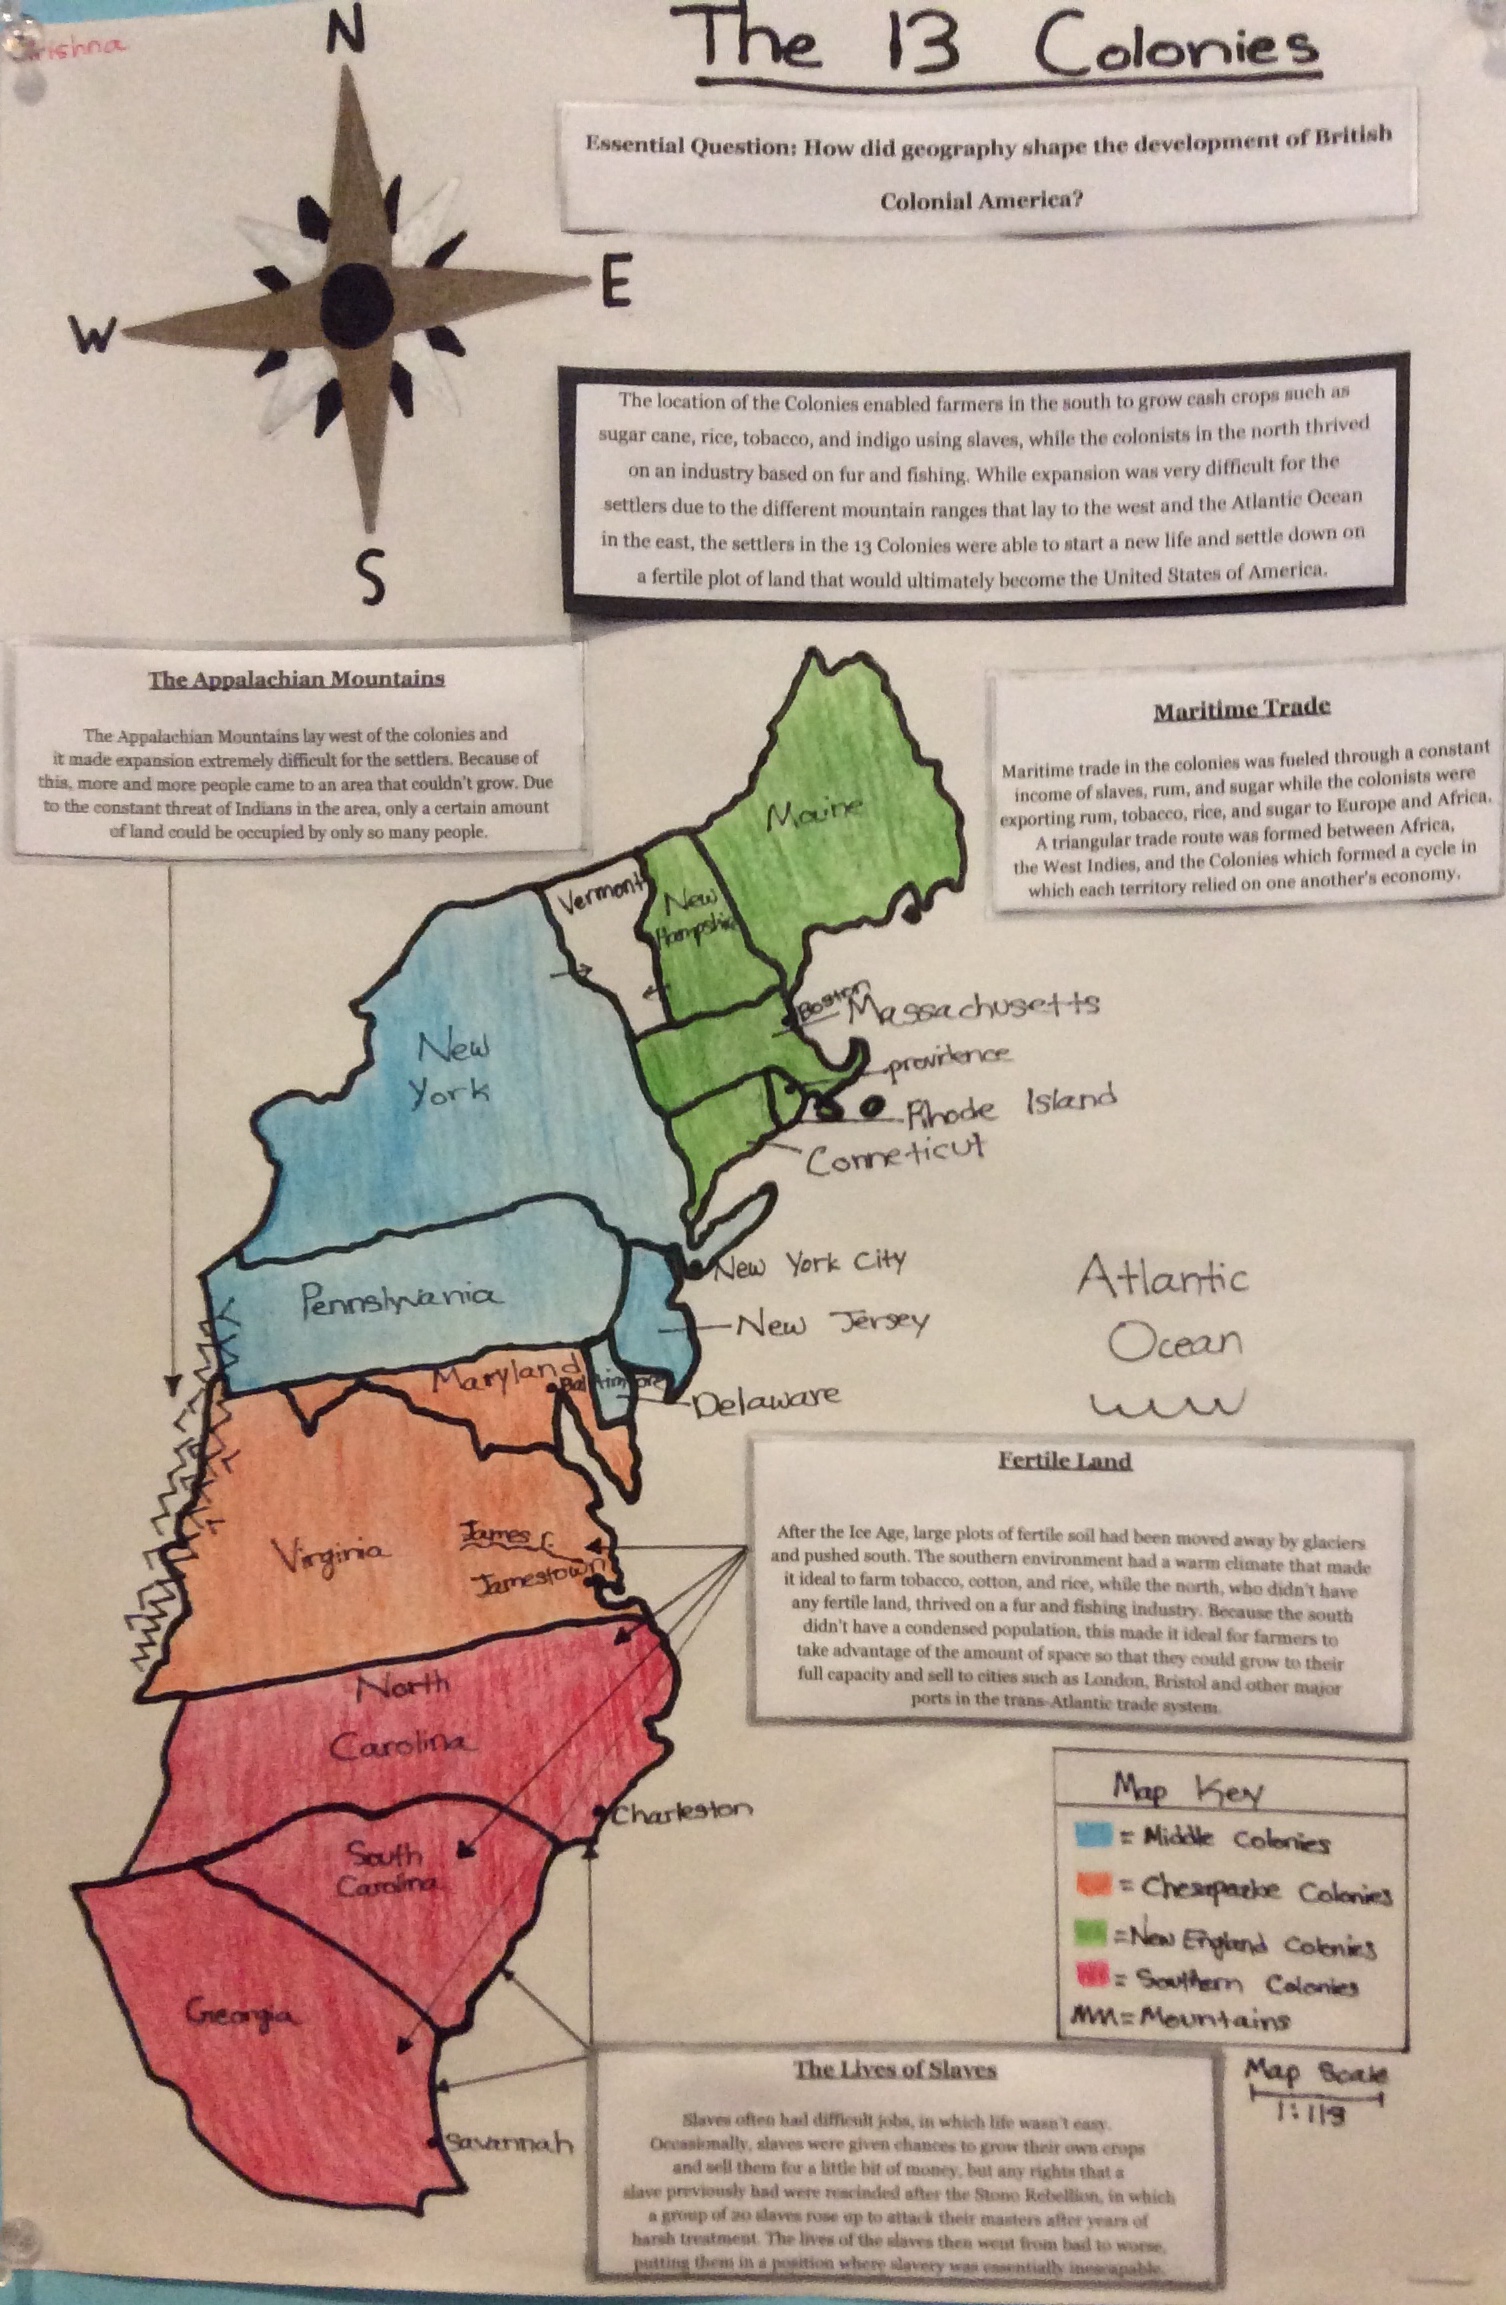 The 13 Colonies
Essential Question: How did geography shape the development of British
Colonial America?
N
E
W
S
The location of the Colonies enabled farmers in the south to grow cash crops such as
sugar cane, rice, tobacco, and indigo using slaves, while the colonists in the north thrived
on an industry based on fur and fishing. While expansion was very difficult for the
settlers due to the different mountain ranges that lay to the west and the Atlantic Ocean
in the east, the settlers in the 13 Colonies were able to start a new life and settle down on
a fertile plot of land that would ultimately become the United States of America.
The Appalachian Mountains
The Appalachian Mountains lay west of the colonies and
it made expansion extremely difficult for the settlers. Because of
this, more and more people came to an area that couldn't grow. Due
to the constant threat of Indians in the area, only a certain amount
of land could be occupied by only so many people.
Maritime Trade
Maritime trade in the colonies was fueled through a constant
income of slaves, rum, and sugar while the colonists were
exporting rum, tobacco, rice, and sugar to Europe and Africa.
A triangular trade route was formed between Africa,
the West Indies, and the Colonies which formed a cycle in
which each territory relied on one another's economy.
Maine
Vermont
New
Hampshire
Boston
Massachusetts
providence
Rhode Island
Conneticut
New
York
New York City
Pennslyvania
New Jersey
Maryland
Baltimore
Delaware
Atlantic
Ocean
Fertile Land
After the Ice Age, large plots of fertile soil had been moved away by glaciers
and pushed south. The southern environment had a warm climate that made
it ideal to farm tobacco, cotton, and rice, while the north, who didn't have
any fertile land, thrived on a fur and fishing industry. Because the south
didn't have a condensed population, this made it ideal for farmers to
take advantage of the amount of space so that they could grow to their
full capacity and sell to cities such as London, Bristol and other major
ports in the trans-Atlantic trade system.
Virginia
James
Jamestown
North
Carolina
Charleston
South
Carolina
Georgia
Savannah
Map Key
= Middle Colonies
= Chesapeake Colonies
= New England Colonies
= Southern Colonies
= Mountains
Map Scale
1:119
The Lives of Slaves
Slaves often had difficult jobs, in which life wasn't easy.
Occasionally, slaves were given chances to grow their own crops
and sell them for a little bit of money, but any rights that a
slave previously had were rescinded after the Stono Rebellion, in which
a group of 20 slaves rose up to attack their masters after years of
harsh treatment. The lives of the slaves then went from bad to worse,
putting them in a position where slavery was essentially inescapable.